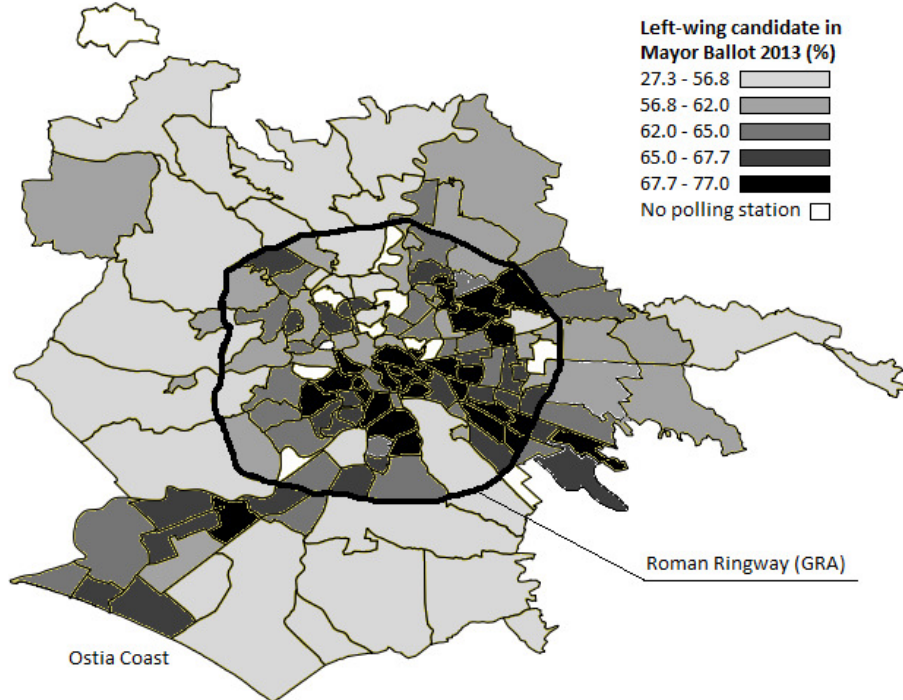 Left-wing candidate in
Mayor Ballot 2013 (%)
27.3 - 56.8
56.8 - 62.0
62.0 - 65.0
65.0 - 67.7
67.7 - 77.0
No polling station
Roman Ringway (GRA)
Ostia Coast